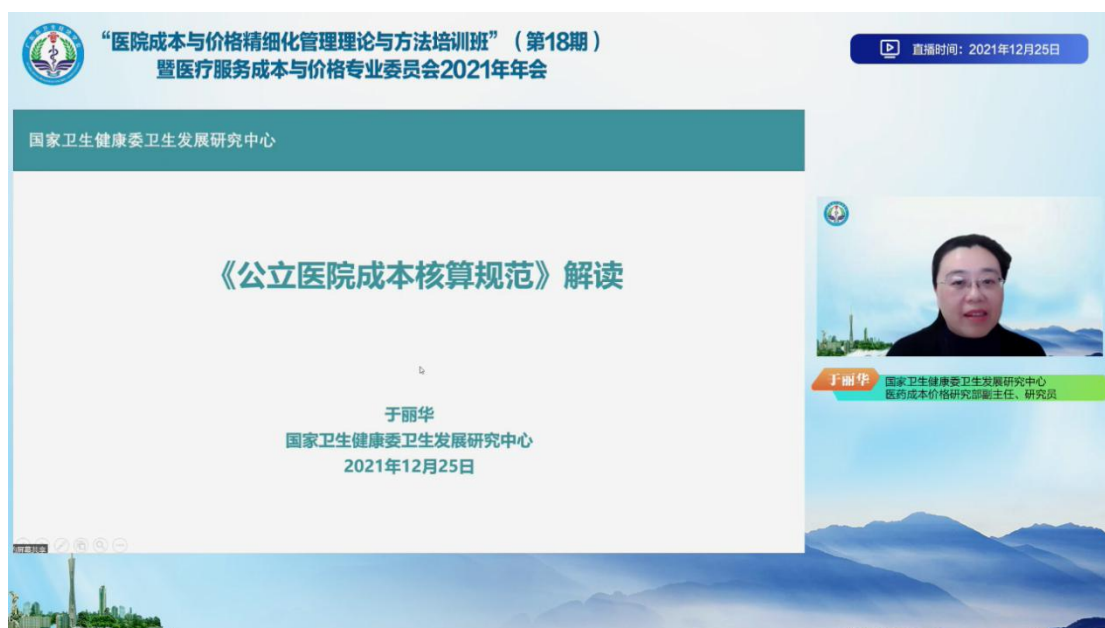 “医院成本与价格精细化管理理论与方法培训班”（第18期）
暨医疗服务成本与价格专业委员会2021年年会
直播时间：2021年12月25日
国家卫生健康委卫生发展研究中心
《公立医院成本核算规范》解读
于丽华
国家卫生健康委卫生发展研究中心
2021年12月25日
于丽华
国家卫生健康委卫生发展研究中心
医药成本价格研究部副主任、研究员